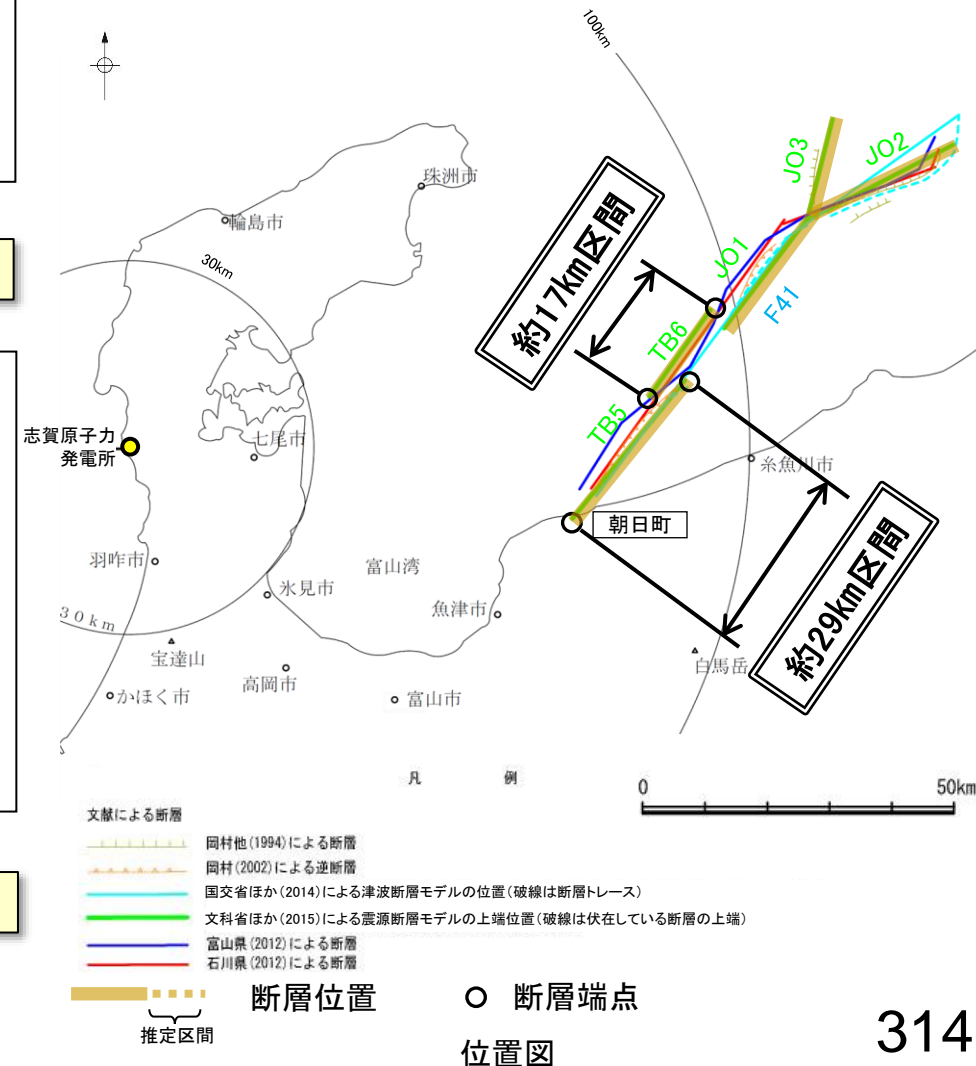 100km
珠洲市
輪島市
30km
JO3
JO2
約17km区間
JO1
F41
TB6
TB5
志賀原子力
発電所
七尾市
糸魚川市
朝日町
羽咋市
富山湾
氷見市
魚津市
約29km区間
30km
宝達山
白馬岳
かほく市
高岡市
富山市
凡 例
0 50km
文献による断層
岡村他(1994)による断層
岡村(2002)による逆断層
国交省ほか(2014)による津波断層モデルの位置(破線は断層トレース)
文科省ほか(2015)による震源断層モデルの上端位置(破線は伏在している断層の上端)
富山県(2012)による断層
石川県(2012)による断層
断層位置 断層端点
推定区間
位置図
314